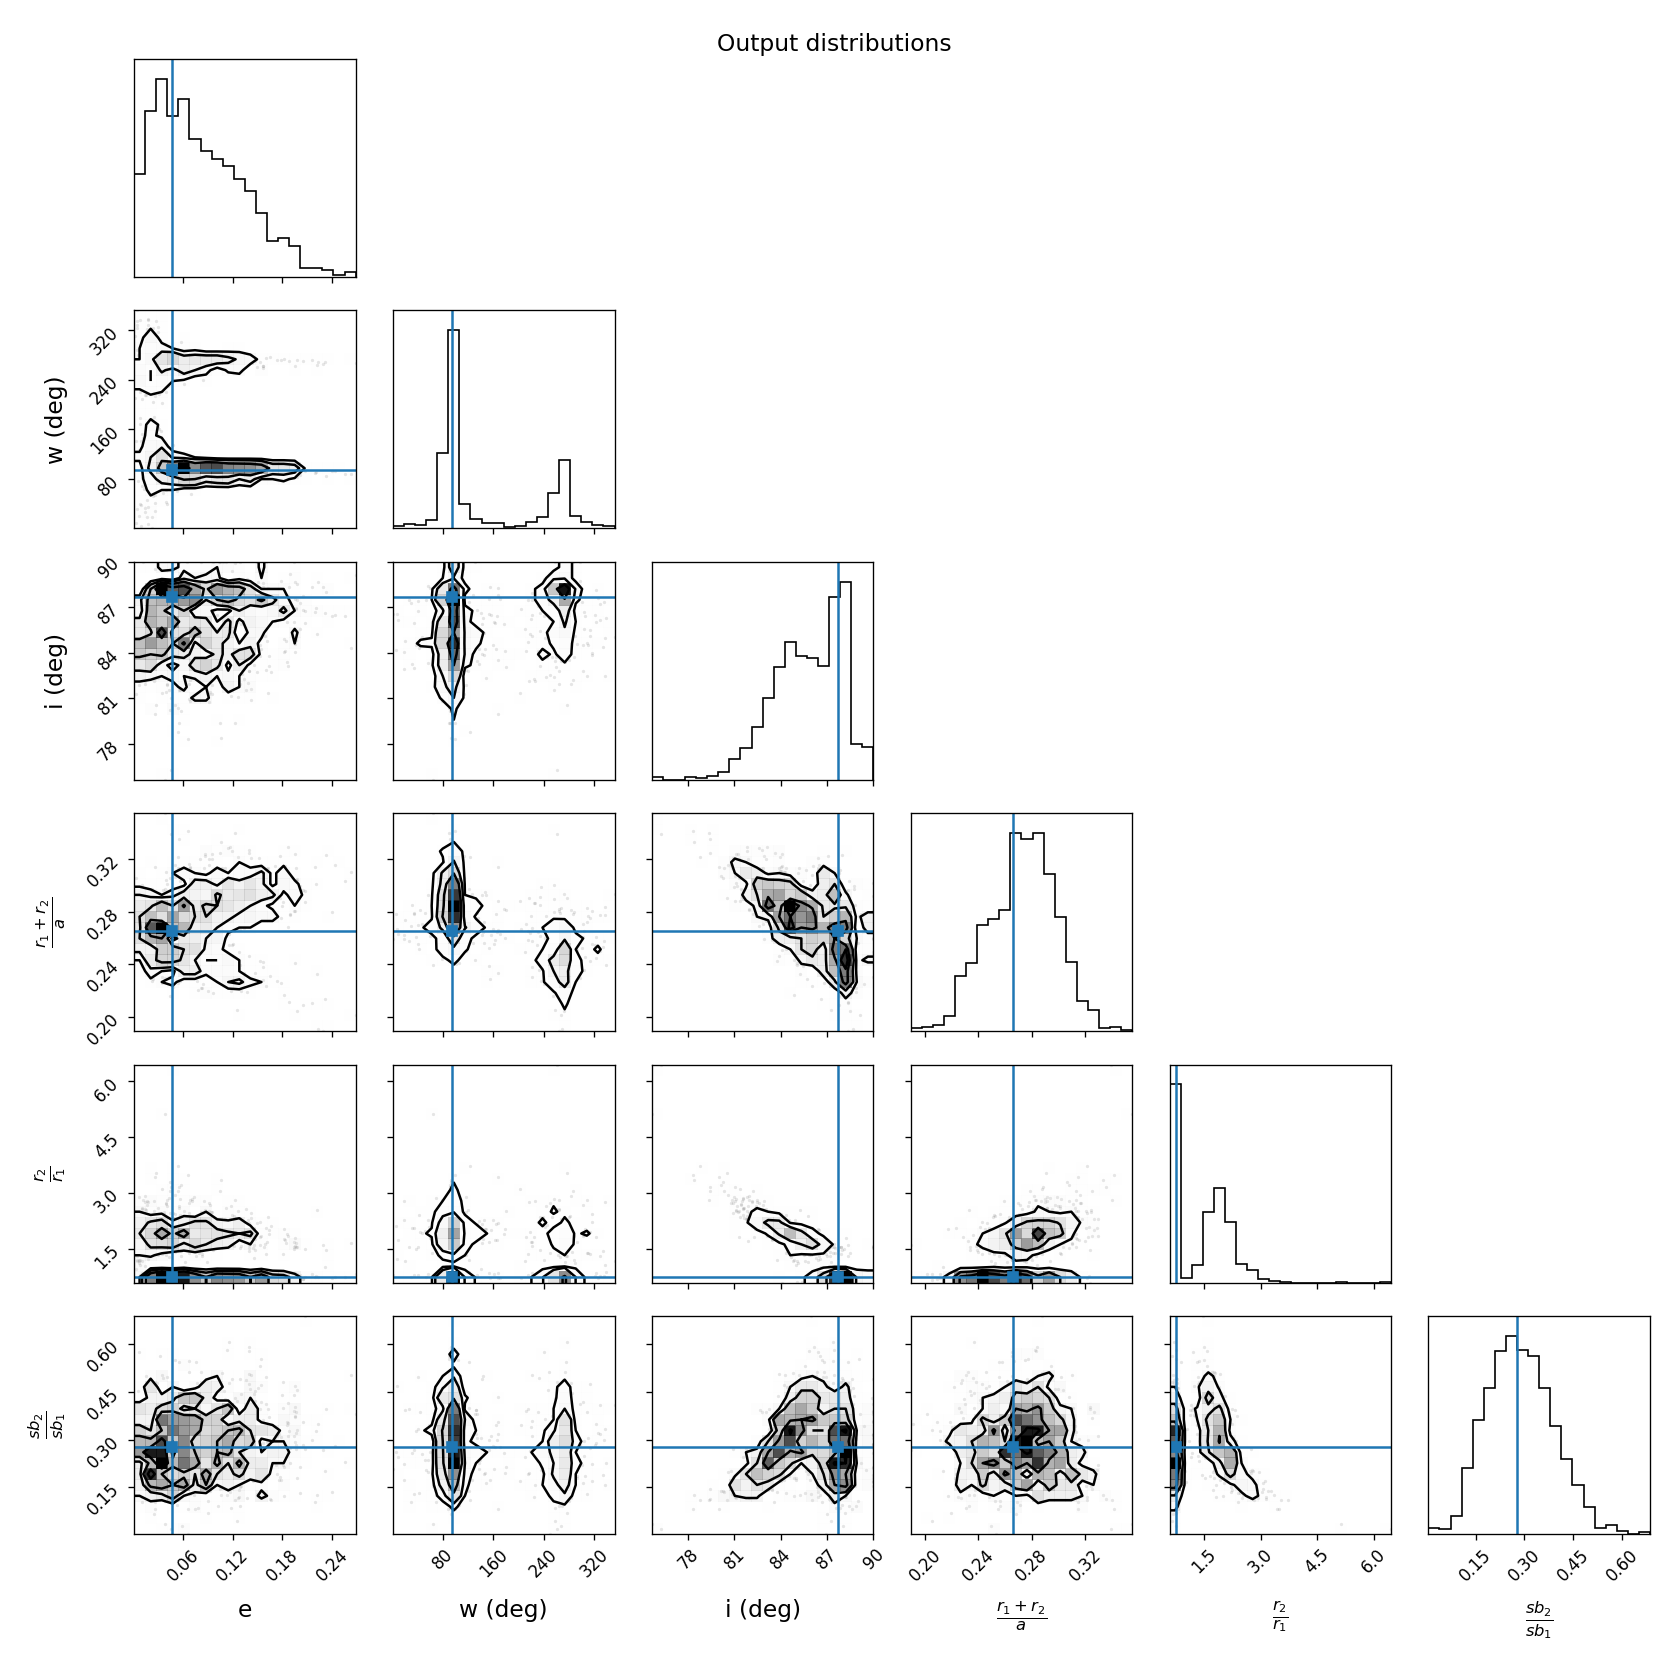 Output distributions
w (deg)
320
240
160
80
i (deg)
90
87
84
81
78
r₁ + r₂
a
0.32
0.28
0.24
0.20
r₂
r₁
6.0
4.5
3.0
1.5
sb₂
sb₁
0.60
0.45
0.30
0.15
0.06 0.12 0.18 0.24 80 160 240 320 78 81 84 87 90 0.20 0.24 0.28 0.32 1.5 3.0 4.5 6.0 0.15 0.30 0.45 0.60
e w (deg) i (deg) r₁ + r₂ r₂ sb₂
a r₁ sb₁